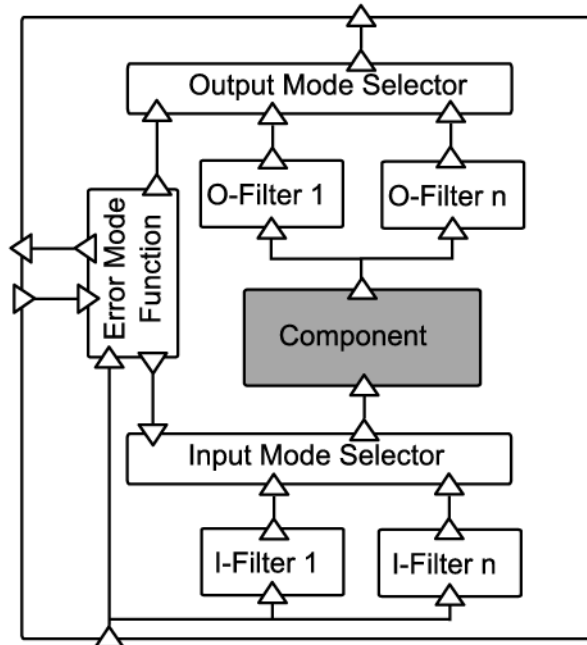 Output Mode Selector
O-Filter 1
O-Filter n
Error Mode
Function
Component
Input Mode Selector
I-Filter 1
I-Filter n